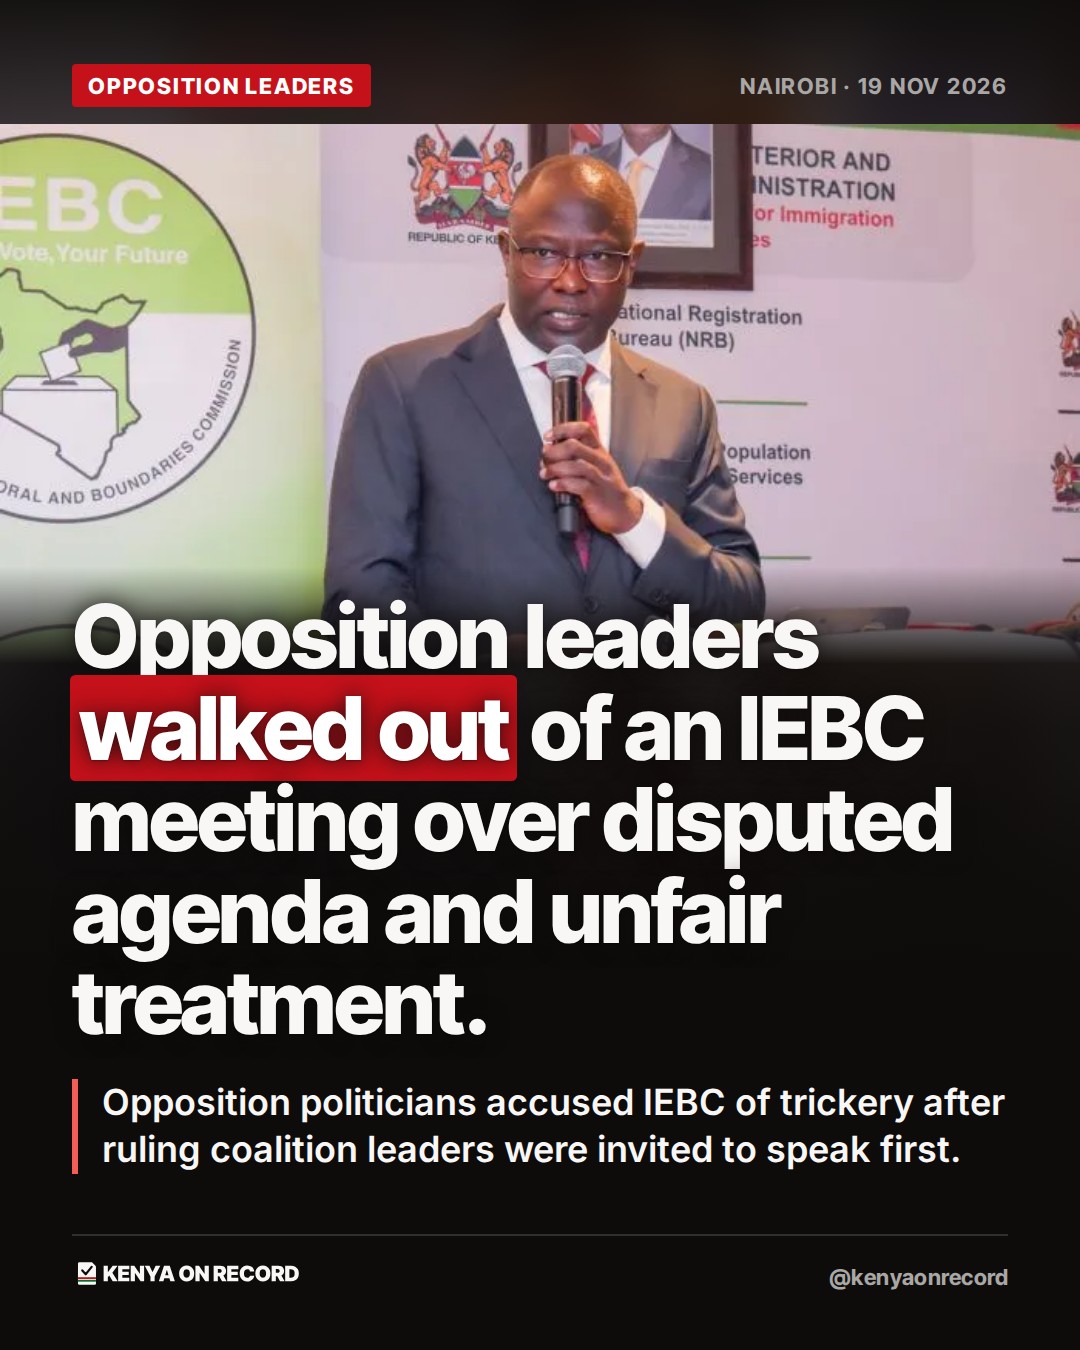 OPPOSITION LEADERS
NAIROBI · 19 NOV 2026
EBC
Vote, Your Future
ORAL AND BOUNDARIES COMMISSION
REPUBLIC OF KE
TERIOR AND
NISTRATION
or Immigration
es
ational Registration
ureau (NRB)
opulation
Services
Opposition leaders
walked out of an IEBC
meeting over disputed
agenda and unfair
treatment.
Opposition politicians accused IEBC of trickery after
ruling coalition leaders were invited to speak first.
KENYA ON RECORD
@kenyaonrecord